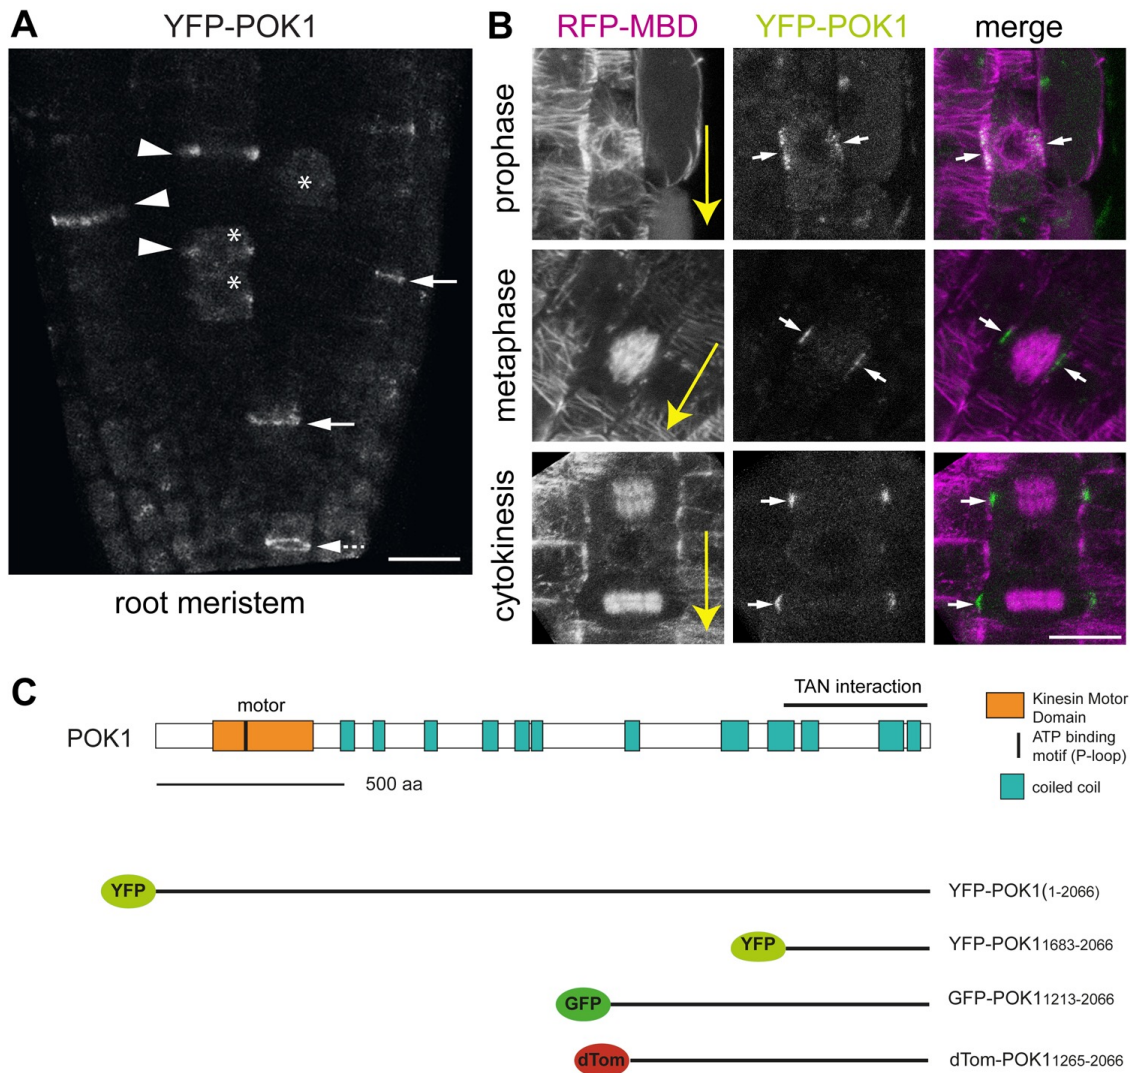 A
YFP-POK1
*
*
*
root meristem
B
RFP-MBD
YFP-POK1
merge
prophase
metaphase
cytokinesis
C
TAN interaction
motor
POK1
500 aa
Kinesin Motor
Domain
ATP binding
motif (P-loop)
coiled coil
YFP
YFP-POK1(1-2066)
YFP
YFP-POK11683-2066
GFP
GFP-POK11213-2066
dTom
dTom-POK11265-2066